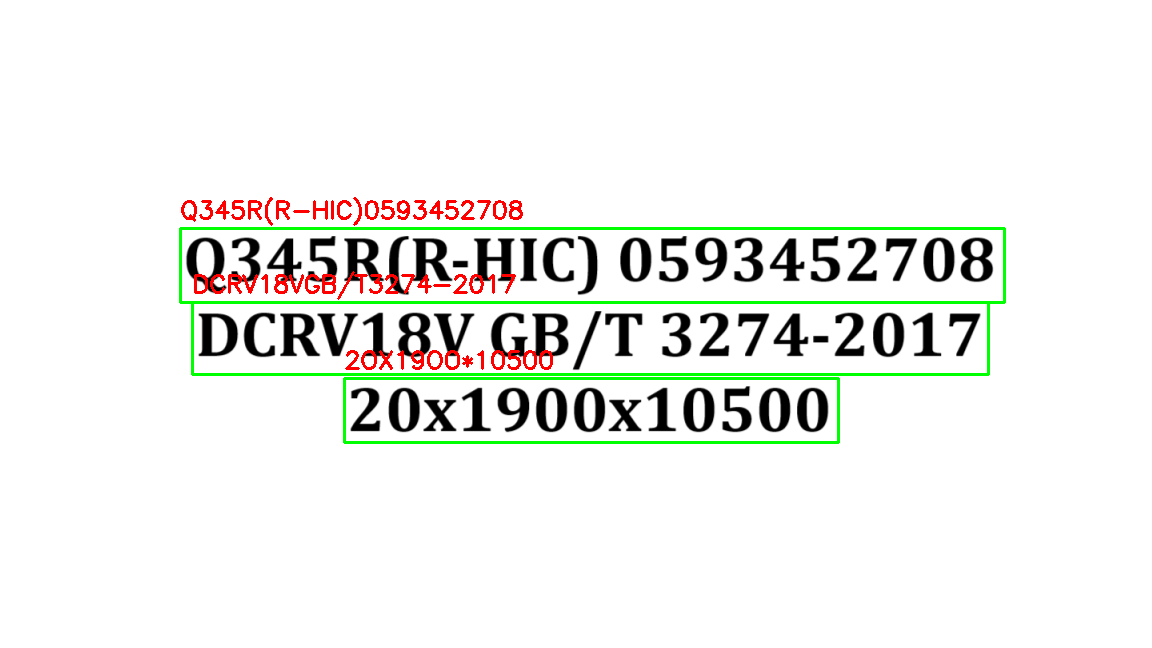 Q345R(R-HIC)0593452708
Q345R(R-HIC) 0593452708
DCRV18VGB/T3274-2017
DCRV18V GB/T 3274-2017
20X1900*10500
20x1900x10500